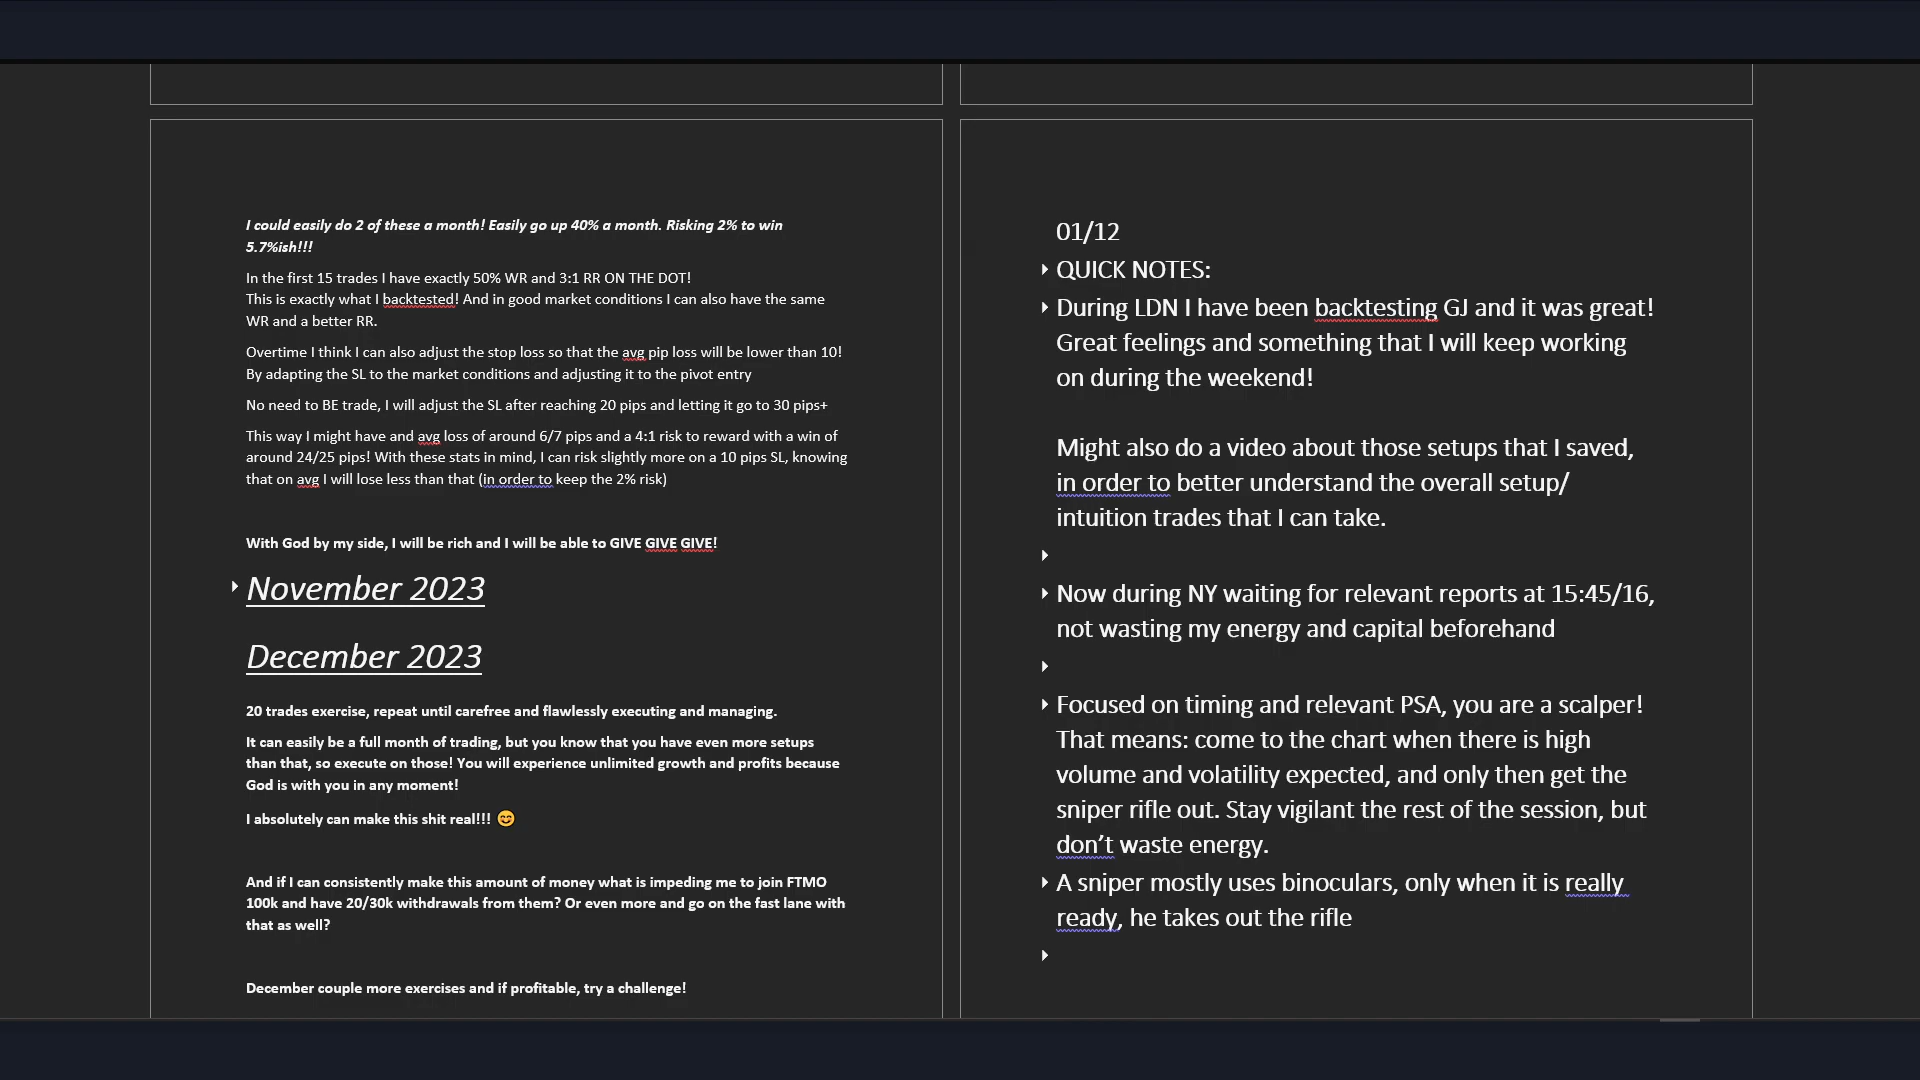 I could easily do 2 of these a month! Easily go up 40% a month. Risking 2% to win
5.7%ish!!!
In the first 15 trades I have exactly 50% WR and 3:1 RR ON THE DOT!
This is exactly what I backtested! And in good market conditions I can also have the same
WR and a better RR.
Overtime I think I can also adjust the stop loss so that the avg pip loss will be lower than 10!
By adapting the SL to the market conditions and adjusting it to the pivot entry
No need to BE trade, I will adjust the SL after reaching 20 pips and letting it go to 30 pips+
This way I might have and avg loss of around 6/7 pips and a 4:1 risk to reward with a win of
around 24/25 pips! With these stats in mind, I can risk slightly more on a 10 pips SL, knowing
that on avg I will lose less than that (in order to keep the 2% risk)
With God by my side, I will be rich and I will be able to GIVE GIVE GIVE!
November 2023
December 2023
20 trades exercise, repeat until carefree and flawlessly executing and managing.
It can easily be a full month of trading, but you know that you have even more setups
than that, so execute on those! You will experience unlimited growth and profits because
God is with you in any moment!
I absolutely can make this shit real!!! 😊
And if I can consistently make this amount of money what is impeding me to join FTMO
100k and have 20/30k withdrawals from them? Or even more and go on the fast lane with
that as well?
December couple more exercises and if profitable, try a challenge!
01/12
QUICK NOTES:
During LDN I have been backtesting GJ and it was great!
Great feelings and something that I will keep working
on during the weekend!
Might also do a video about those setups that I saved,
in order to better understand the overall setup/
intuition trades that I can take.
Now during NY waiting for relevant reports at 15:45/16,
not wasting my energy and capital beforehand
Focused on timing and relevant PSA, you are a scalper!
That means: come to the chart when there is high
volume and volatility expected, and only then get the
sniper rifle out. Stay vigilant the rest of the session, but
don’t waste energy.
A sniper mostly uses binoculars, only when it is really
ready, he takes out the rifle